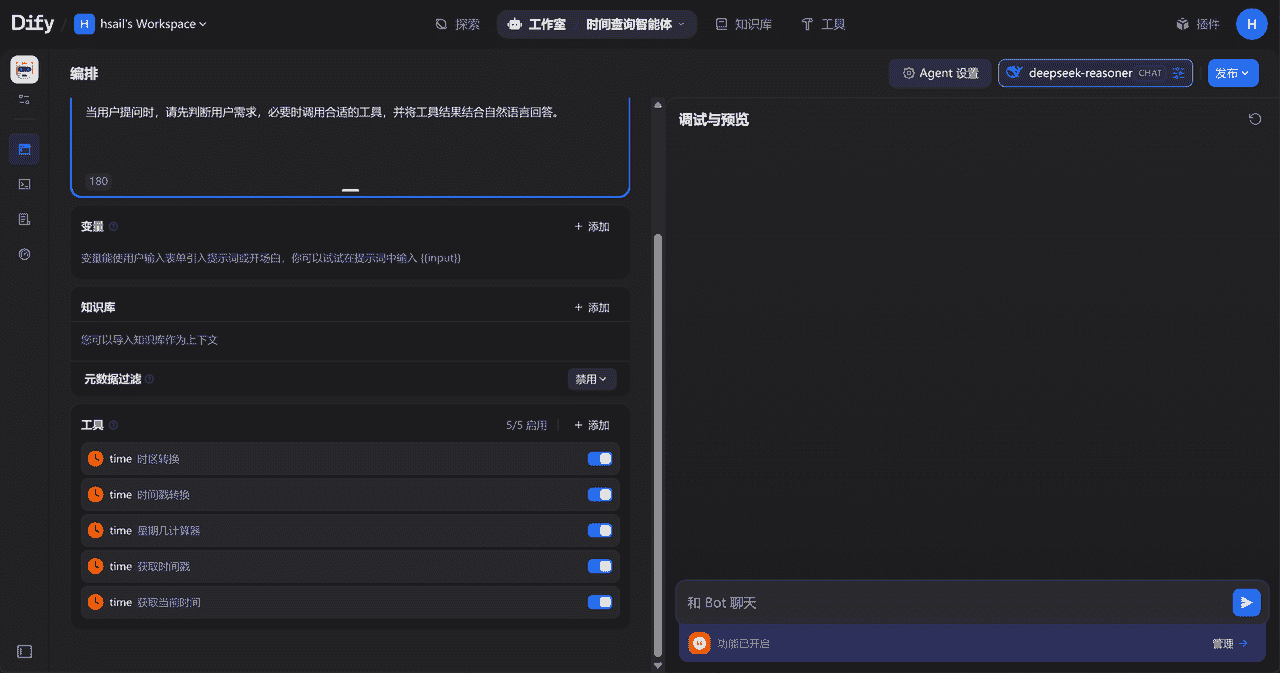 Dify / H hsail's Workspace
探索
工作室 / 时间查询智能体
知识库
工具
插件
H
编排
Agent 设置
deepseek-reasoner CHAT
发布
当用户提问时，请先判断用户需求，必要时调用合适的工具，并将工具结果结合自然语言回答。
180
变量
+ 添加
变量能使用户输入表单引入提示词或开场白，你可以试试在提示词中输入 {{input}}
知识库
+ 添加
您可以导入知识库作为上下文
元数据过滤
禁用
工具
5/5 启用
+ 添加
time 时区转换
time 时间戳转换
time 星期几计算器
time 获取时间戳
time 获取当前时间
调试与预览
和 Bot 聊天
功能已开启
管理 →